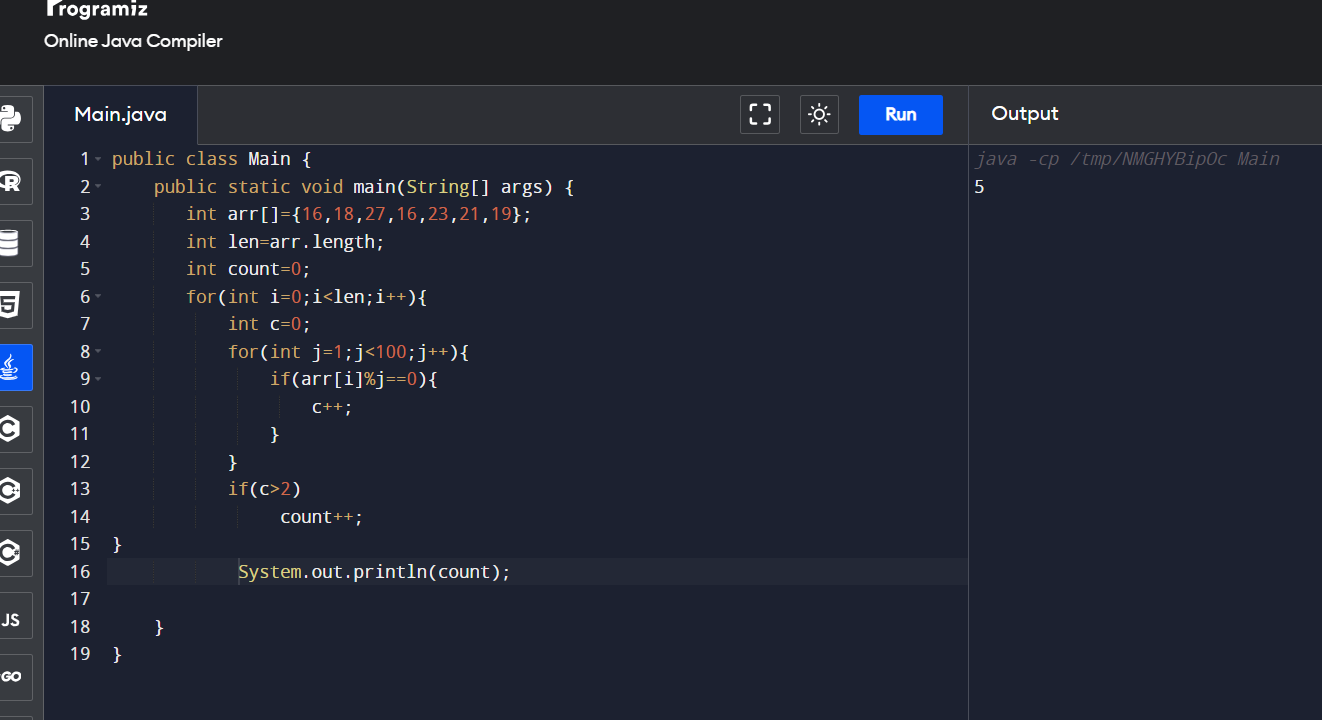 Programiz
Online Java Compiler
Main.java
Run
Output
1 public class Main {
2     public static void main(String[] args) {
3        int arr[]={16,18,27,16,23,21,19};
4        int len=arr.length;
5        int count=0;
6        for(int i=0;i<len;i++){
7            int c=0;
8            for(int j=1;j<100;j++){
9                if(arr[i]%j==0){
10                    c++;
11                }
12            }
13            if(c>2)
14                 count++;
15 }
16             System.out.println(count);
17
18     }
19 }
java -cp /tmp/NMGHYBipOc Main
5
R
5
C
C++
C#
JS
GO